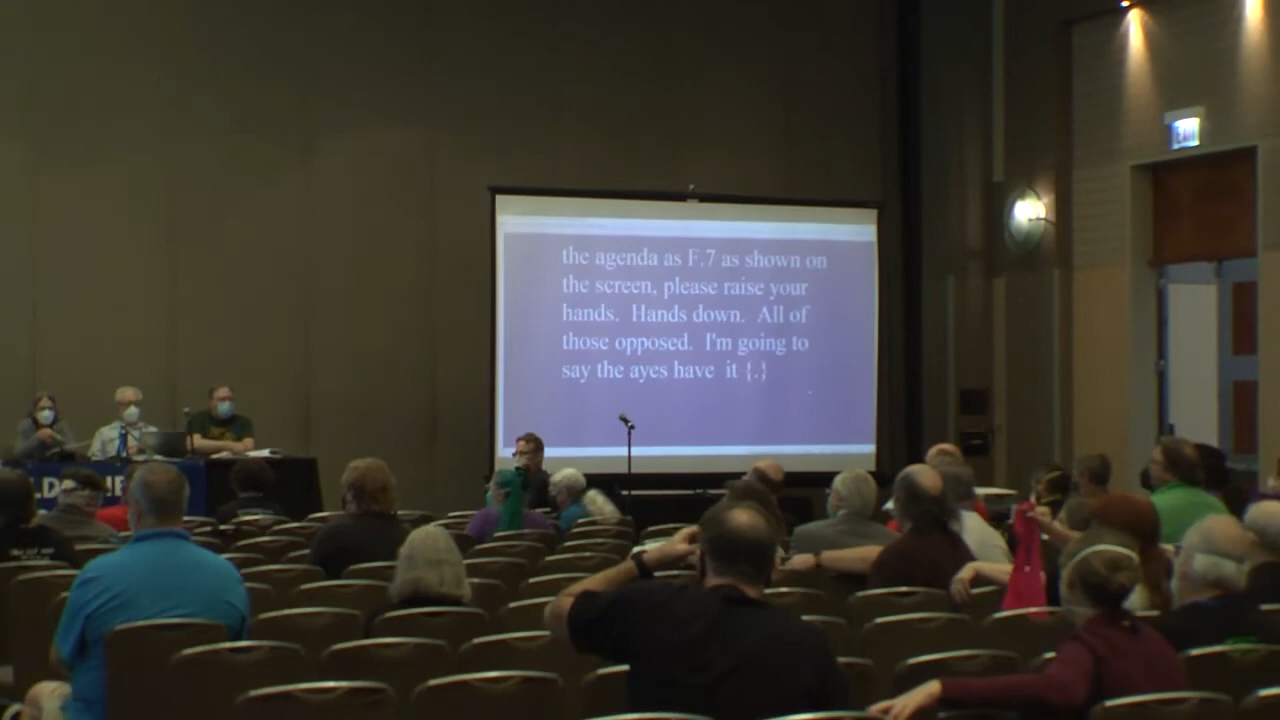 the agenda as F.7 as shown on
the screen, please raise your
hands.  Hands down.  All of
those opposed.  I'm going to
say the ayes have  it {.}
EXIT